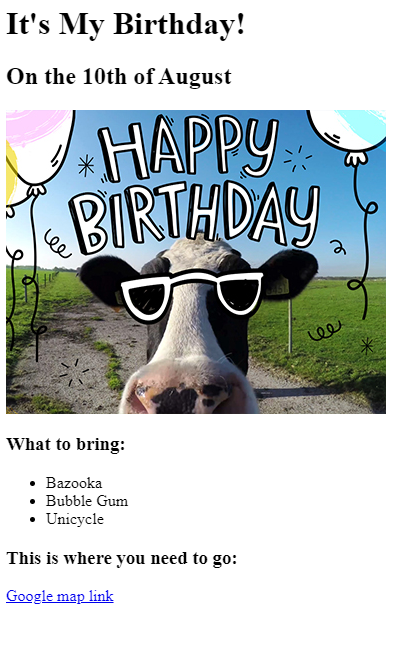 It's My Birthday!
On the 10th of August
HAPPY
BIRTHDAY
What to bring:
Bazooka
Bubble Gum
Unicycle
This is where you need to go:
Google map link